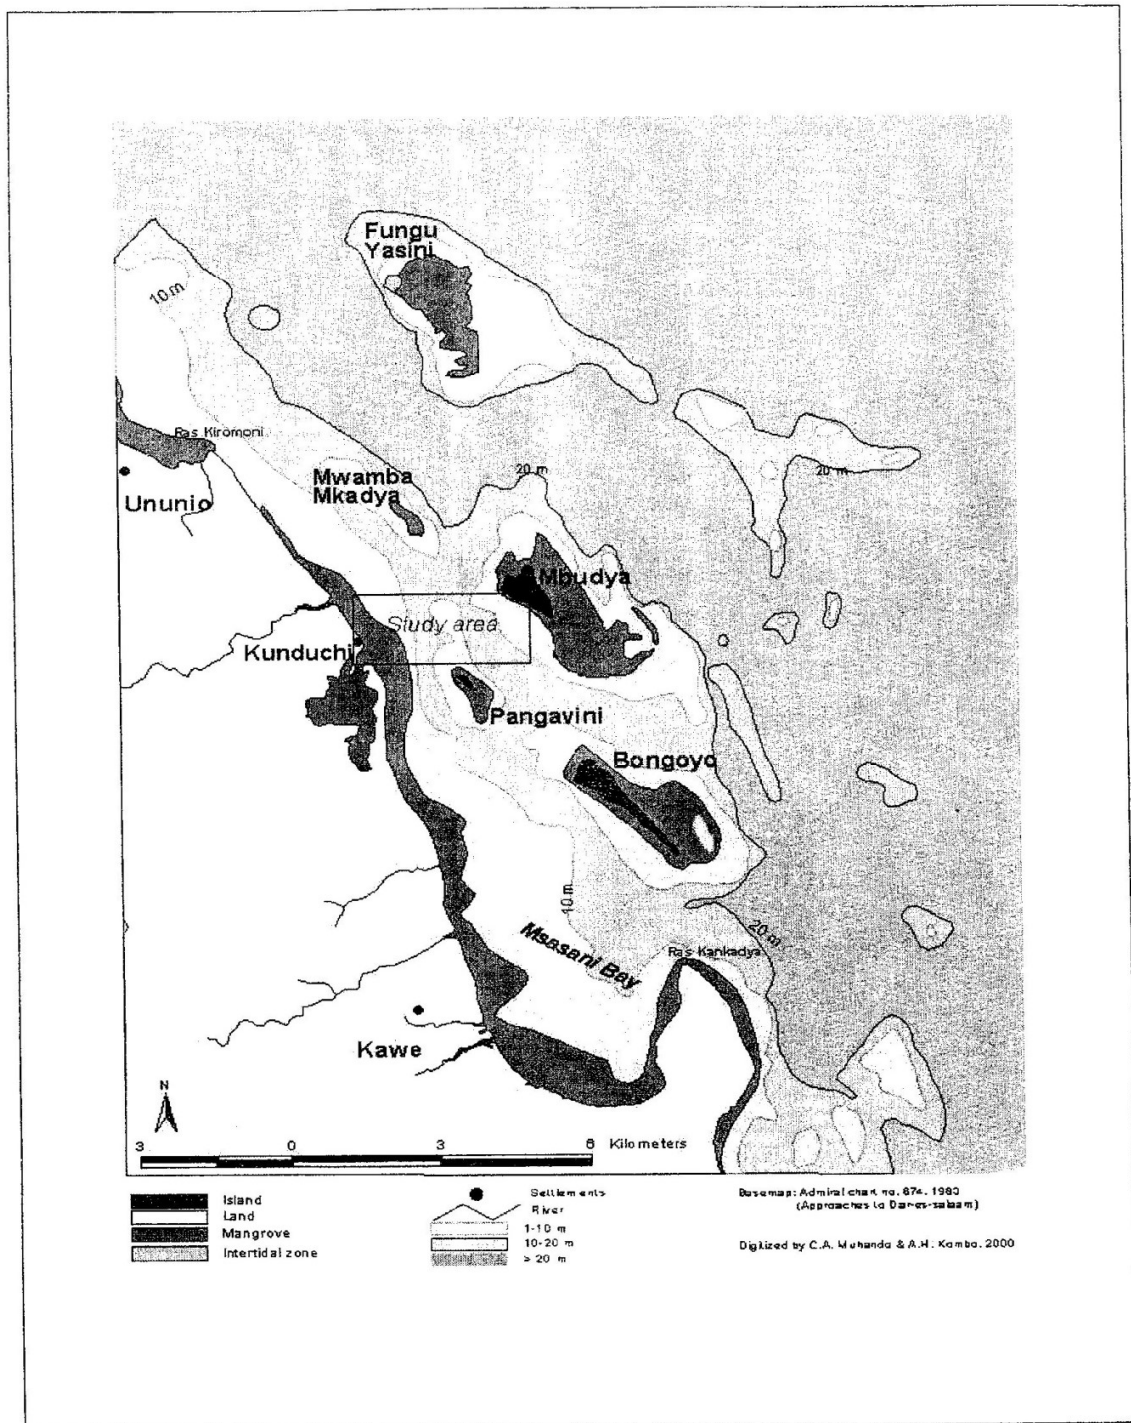 Fungu
Yasini
10 m
Ras Kiromoni
20 m
20 m
Mwamba
Mkadya
Ununio
Mbudya
Study area
Kunduchi
Pangavini
Bongoyo
10 m
20 m
Msasani Bay
Ras Kankadya
Kawe
N
3 0 3 6 Kilometers
Island
Land
Mangrove
Intertidal zone
Settlements
River
1-10 m
10-20 m
> 20 m
Basemap: Admiral chart no. 674. 1983
(Approaches to Dar-es-salaam)
Digitized by C.A. Muhando & A.H. Kamba. 2000